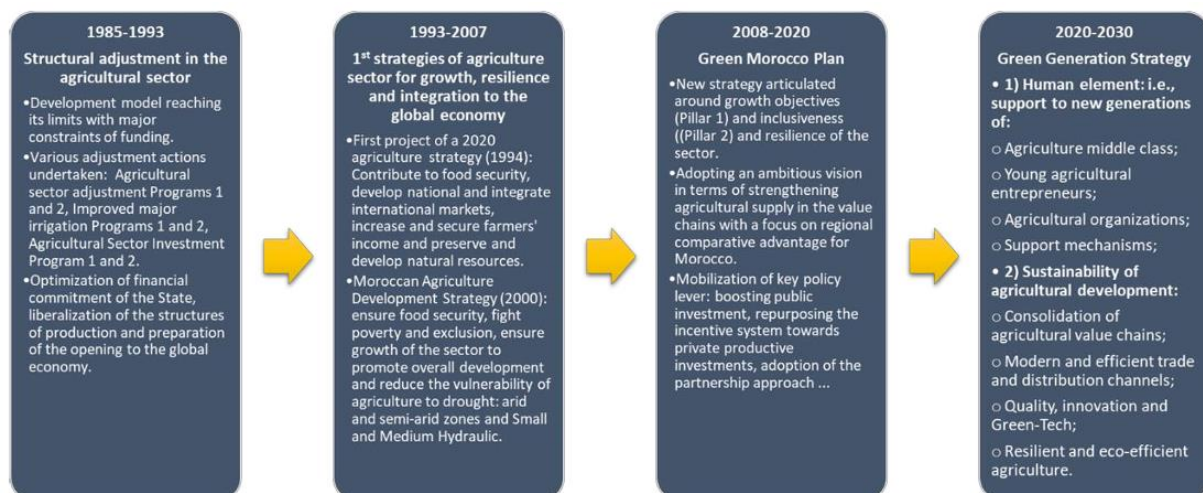 1985-1993
Structural adjustment in the
agricultural sector
•Development model reaching
its limits with major
constraints of funding.
•Various adjustment actions
undertaken: Agricultural
sector adjustment Programs 1
and 2, Improved major
irrigation Programs 1 and 2,
Agricultural Sector Investment
Program 1 and 2.
•Optimization of financial
commitment of the State,
liberalization of the structures
of production and preparation
of the opening to the global
economy.
1993-2007
1st strategies of agriculture
sector for growth, resilience
and integration to the
global economy
•First project of a 2020
agriculture strategy (1994):
Contribute to food security,
develop national and integrate
international markets,
increase and secure farmers'
income and preserve and
develop natural resources.
•Moroccan Agriculture
Development Strategy (2000):
ensure food security, fight
poverty and exclusion, ensure
growth of the sector to
promote overall development
and reduce the vulnerability of
agriculture to drought: arid
and semi-arid zones and Small
and Medium Hydraulic.
2008-2020
Green Morocco Plan
•New strategy articulated
around growth objectives
(Pillar 1) and inclusiveness
((Pillar 2) and resilience of the
sector.
•Adopting an ambitious vision
in terms of strengthening
agricultural supply in the value
chains with a focus on regional
comparative advantage for
Morocco.
•Mobilization of key policy
lever: boosting public
investment, repurposing the
incentive system towards
private productive
investments, adoption of the
partnership approach ...
2020-2030
Green Generation Strategy
• 1) Human element: i.e.,
support to new generations
of:
o Agriculture middle class;
o Young agricultural
entrepreneurs;
o Agricultural organizations;
o Support mechanisms;
• 2) Sustainability of
agricultural development:
o Consolidation of
agricultural value chains;
o Modern and efficient trade
and distribution channels;
o Quality, innovation and
Green-Tech;
o Resilient and eco-efficient
agriculture.